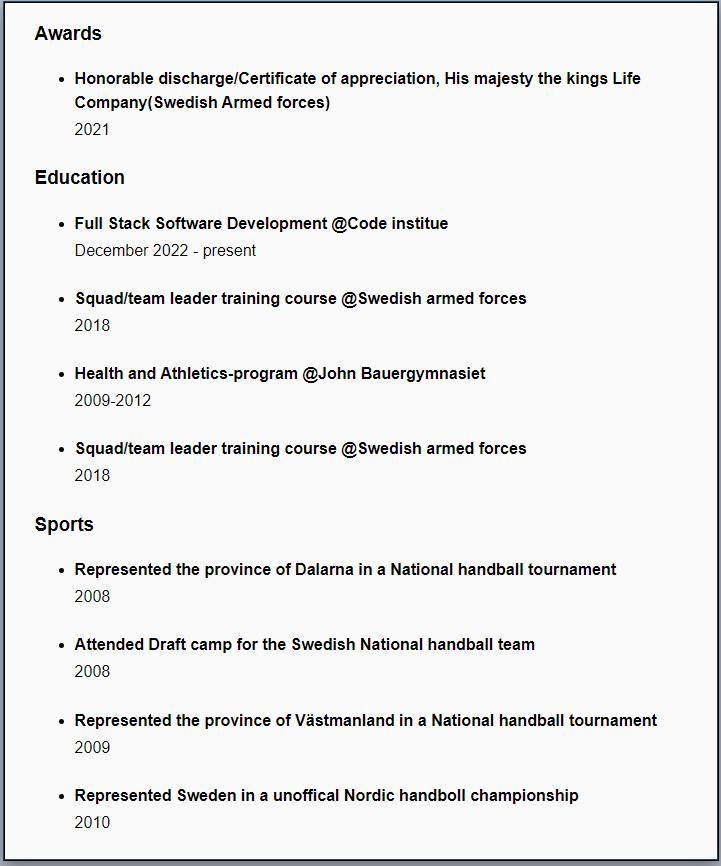 Awards
• Honorable discharge/Certificate of appreciation, His majesty the kings Life
Company(Swedish Armed forces)
2021
Education
• Full Stack Software Development @Code institue
December 2022 - present
• Squad/team leader training course @Swedish armed forces
2018
• Health and Athletics-program @John Bauergymnasiet
2009-2012
• Squad/team leader training course @Swedish armed forces
2018
Sports
• Represented the province of Dalarna in a National handball tournament
2008
• Attended Draft camp for the Swedish National handball team
2008
• Represented the province of Västmanland in a National handball tournament
2009
• Represented Sweden in a unoffical Nordic handboll championship
2010